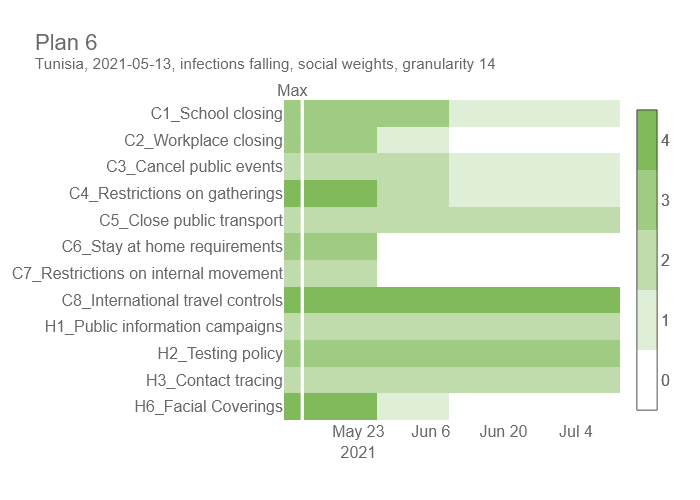 Plan 6
Tunisia, 2021-05-13, infections falling, social weights, granularity 14
Max
C1_School closing
C2_Workplace closing
C3_Cancel public events
C4_Restrictions on gatherings
C5_Close public transport
C6_Stay at home requirements
C7_Restrictions on internal movement
C8_International travel controls
H1_Public information campaigns
H2_Testing policy
H3_Contact tracing
H6_Facial Coverings
May 23 Jun 6 Jun 20 Jul 4
2021
4
3
2
1
0